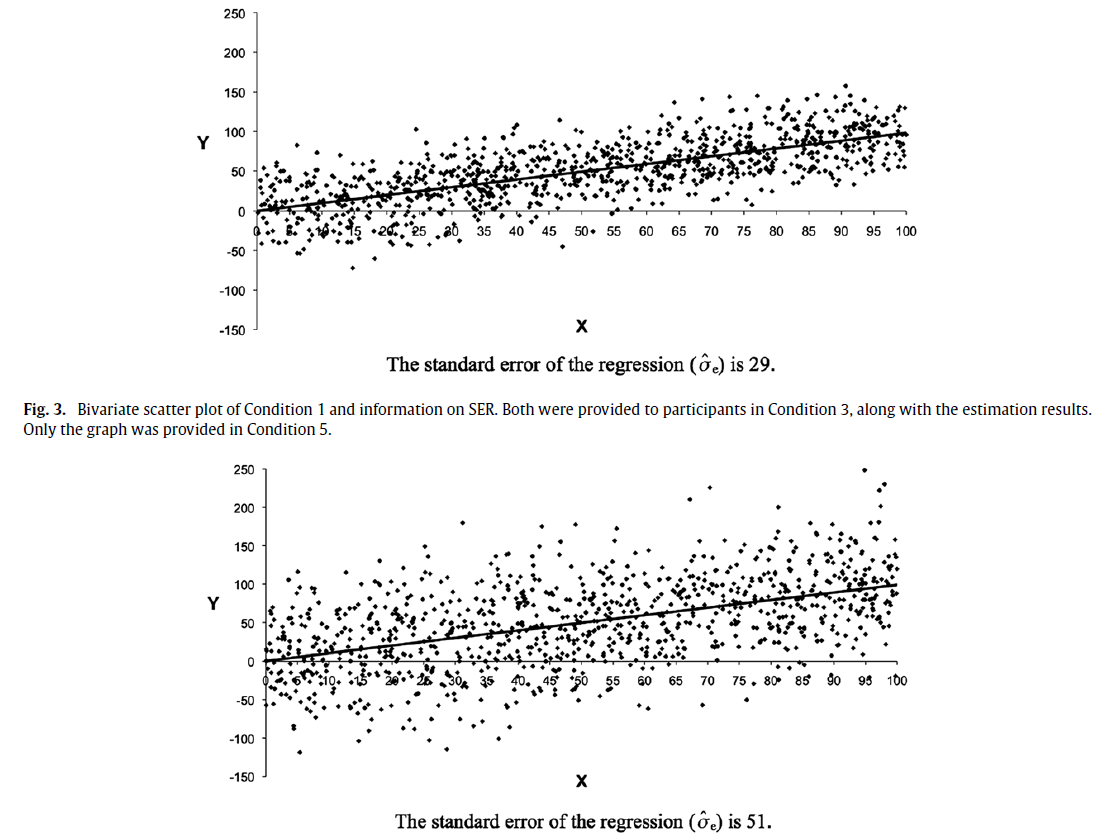 250
200
150
100
50
0
-50
-100
-150
Y
0 5 10 15 20 25 30 35 40 45 50 55 60 65 70 75 80 85 90 95 100
X
The standard error of the regression (σ̂e) is 29.
Fig. 3. Bivariate scatter plot of Condition 1 and information on SER. Both were provided to participants in Condition 3, along with the estimation results.
Only the graph was provided in Condition 5.
250
200
150
100
50
0
-50
-100
-150
Y
0 5 10 15 20 25 30 35 40 45 50 55 60 65 70 75 80 85 90 95 100
X
The standard error of the regression (σ̂e) is 51.